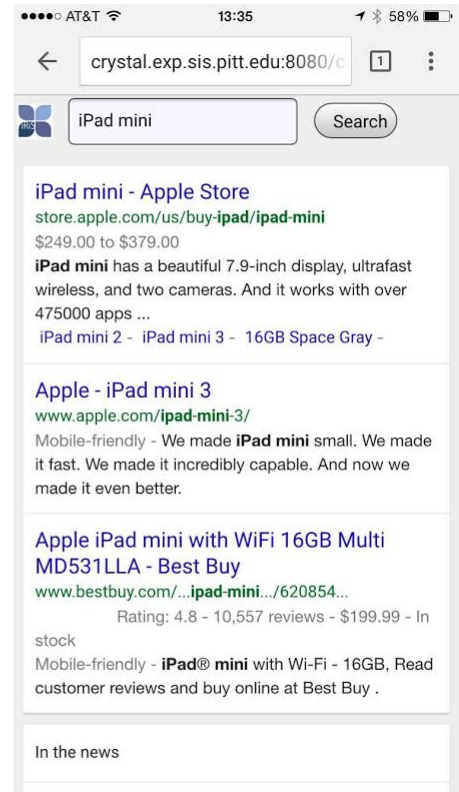 AT&T 13:35 58%
crystal.exp.sis.pitt.edu:8080/
1
iPad mini Search
iPad mini - Apple Store
store.apple.com/us/buy-ipad/ipad-mini
$249.00 to $379.00
iPad mini has a beautiful 7.9-inch display, ultrafast
wireless, and two cameras. And it works with over
475000 apps ...
iPad mini 2 - iPad mini 3 - 16GB Space Gray -
Apple - iPad mini 3
www.apple.com/ipad-mini-3/
Mobile-friendly - We made iPad mini small. We made
it fast. We made it incredibly capable. And now we
made it even better.
Apple iPad mini with WiFi 16GB Multi
MD531LLA - Best Buy
www.bestbuy.com/...ipad-mini.../620854...
Rating: 4.8 - 10,557 reviews - $199.99 - In
stock
Mobile-friendly - iPad® mini with Wi-Fi - 16GB, Read
customer reviews and buy online at Best Buy .
In the news